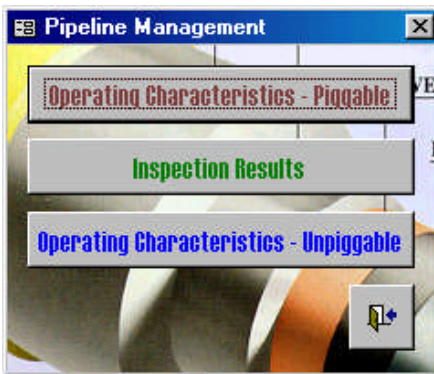 Pipeline Management
Operating Characteristics - Piggable
Inspection Results
Operating Characteristics - Unpiggable